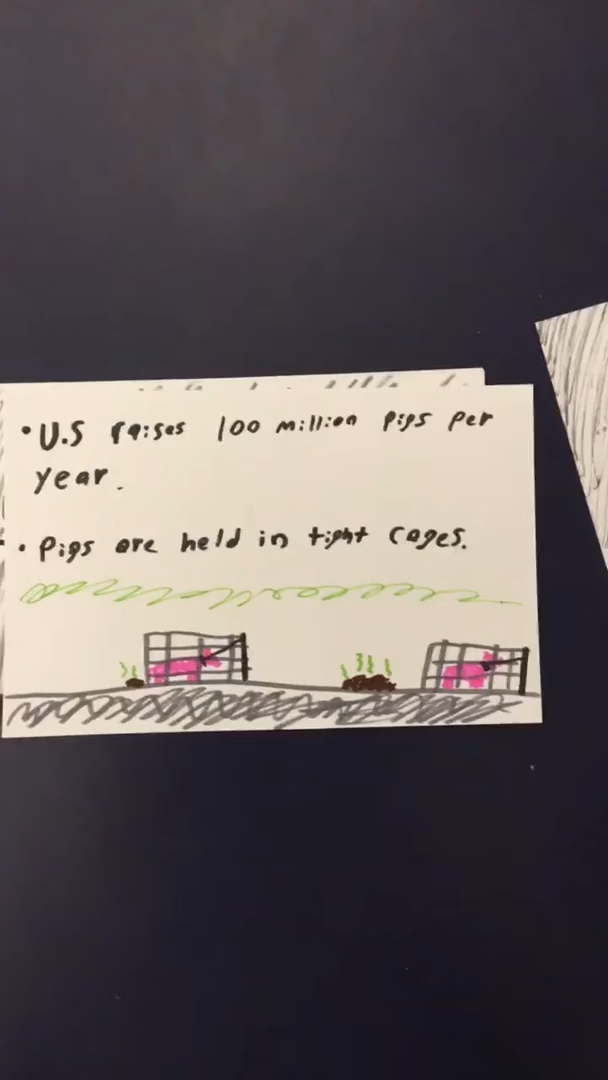 • U.S raises 100 million pigs per
year.
• Pigs are held in tight cages.